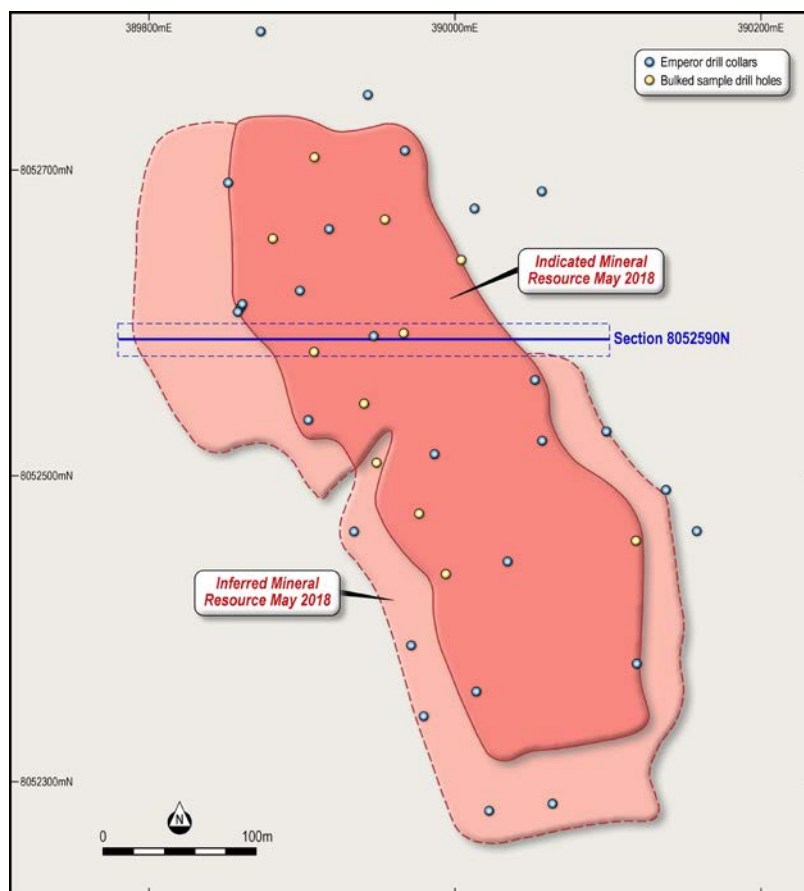 389800mE
390000mE
390200mE
Emperor drill collars
Bulked sample drill holes
8052700mN
Indicated Mineral
Resource May 2018
Section 8052590N
8052500mN
Inferred Mineral
Resource May 2018
8052300mN
N
0
100m